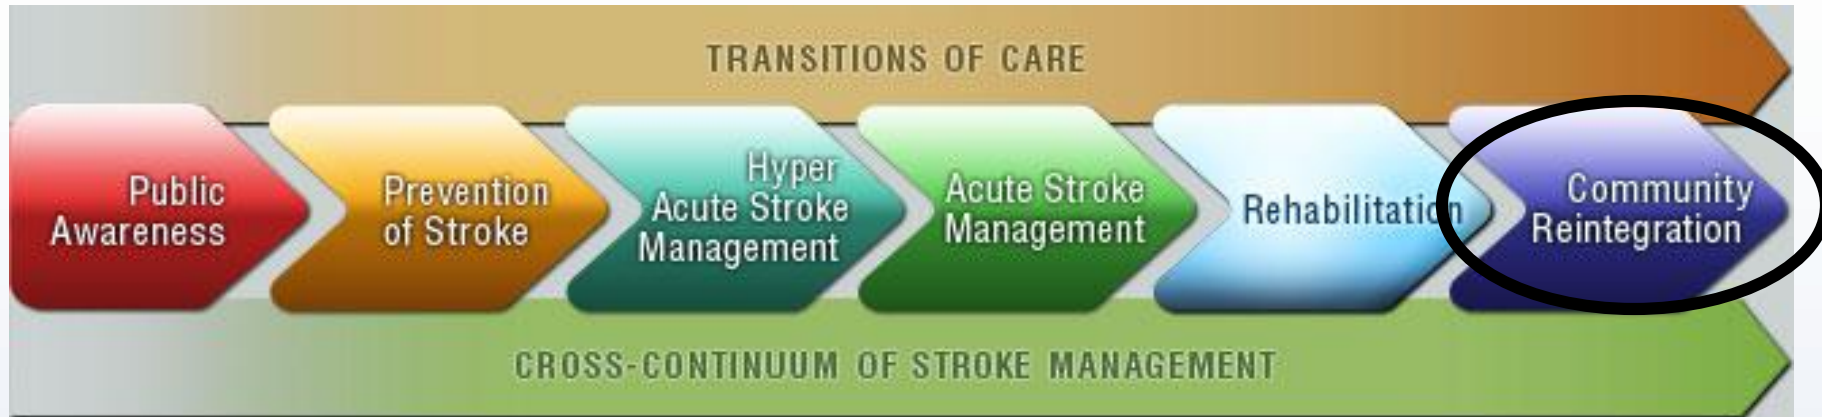 TRANSITIONS OF CARE
Public
Awareness
Prevention
of Stroke
Hyper
Acute Stroke
Management
Acute Stroke
Management
Rehabilitation
Community
Reintegration
CROSS-CONTINUUM OF STROKE MANAGEMENT